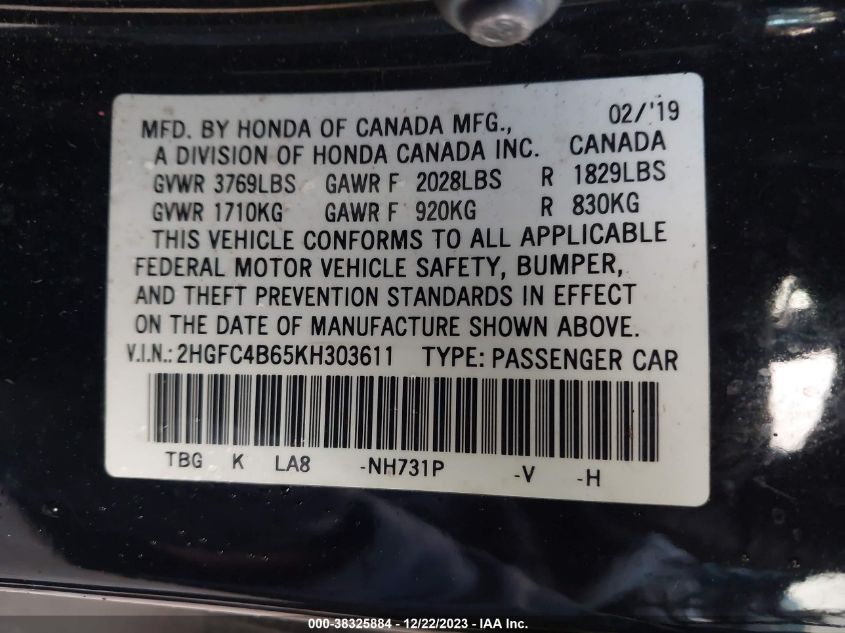 02/'19
MFD. BY HONDA OF CANADA MFG.,
A DIVISION OF HONDA CANADA INC. CANADA
GVWR 3769LBS GAWR F 2028LBS R 1829LBS
GVWR 1710KG GAWR F 920KG R 830KG
THIS VEHICLE CONFORMS TO ALL APPLICABLE
FEDERAL MOTOR VEHICLE SAFETY, BUMPER,
AND THEFT PREVENTION STANDARDS IN EFFECT
ON THE DATE OF MANUFACTURE SHOWN ABOVE.
V.I.N.: 2HGFC4B65KH303611 TYPE: PASSENGER CAR
TBG K LA8 -NH731P -V -H
000-38325884 - 12/22/2023 - IAA Inc.